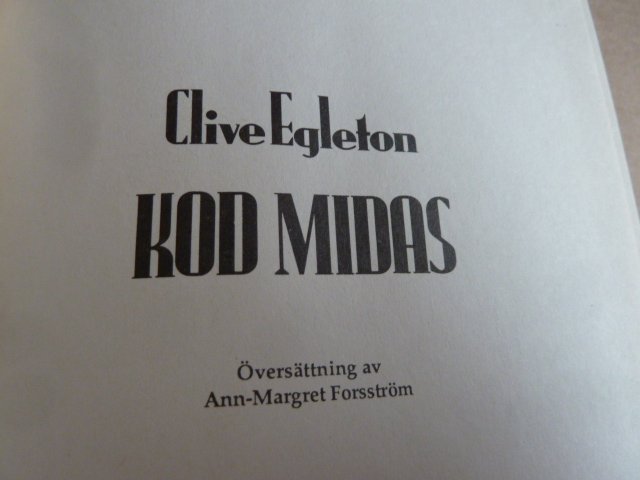 Clive Egleton
KOD MIDAS
Översättning av
Ann-Margret Forsström